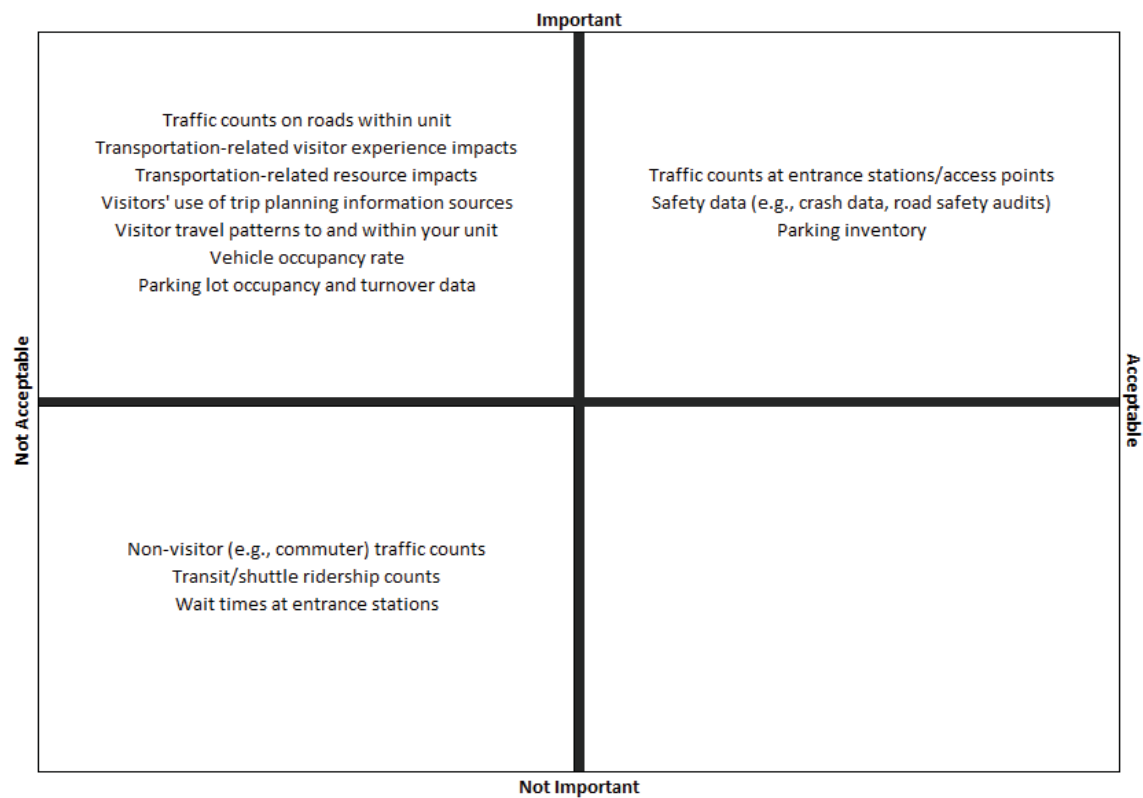 Important
Traffic counts on roads within unit
Transportation-related visitor experience impacts
Transportation-related resource impacts
Visitors' use of trip planning information sources
Visitor travel patterns to and within your unit
Vehicle occupancy rate
Parking lot occupancy and turnover data
Traffic counts at entrance stations/access points
Safety data (e.g., crash data, road safety audits)
Parking inventory
Not Acceptable
Acceptable
Non-visitor (e.g., commuter) traffic counts
Transit/shuttle ridership counts
Wait times at entrance stations
Not Important